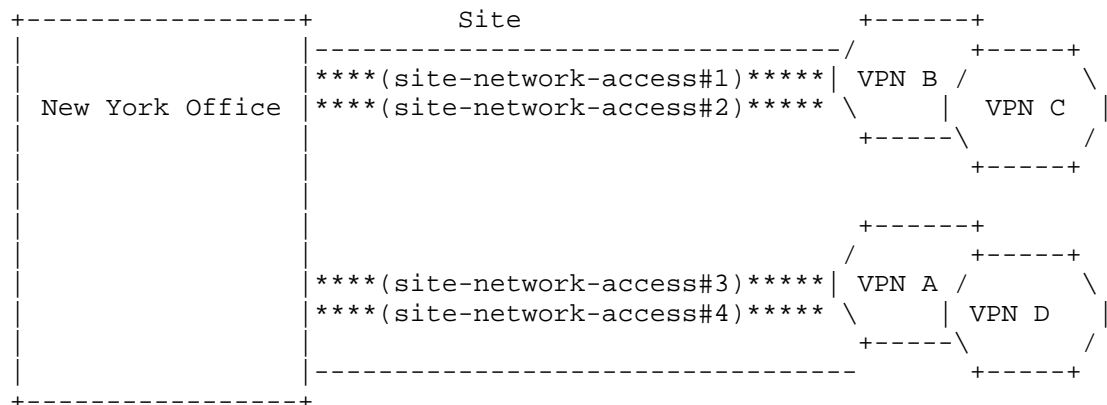 Site
****(site-network-access#1)***** VPN B
New York Office ****(site-network-access#2)***** VPN C
****(site-network-access#3)***** VPN A
****(site-network-access#4)***** VPN D